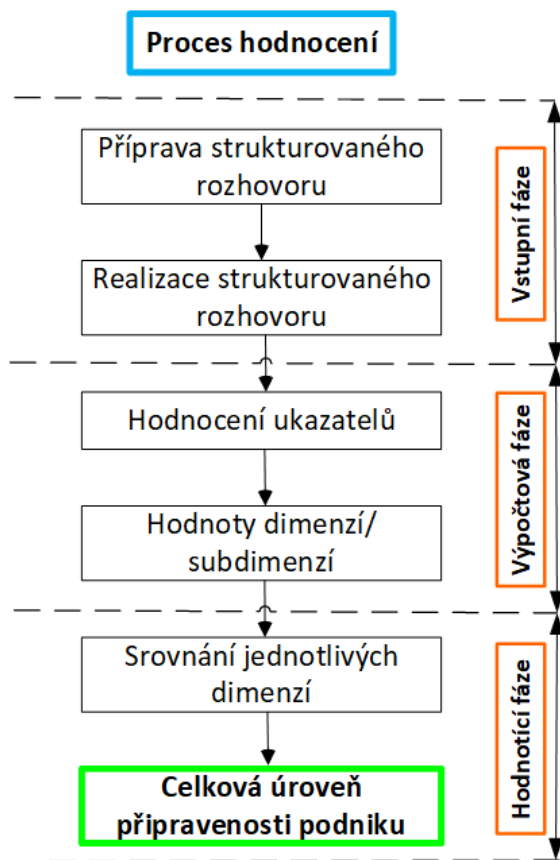 Proces hodnocení
Příprava strukturovaného
rozhovoru
Realizace strukturovaného
rozhovoru
Vstupní fáze
Hodnocení ukazatelů
Hodnoty dimenzí/
subdimenzí
Výpočtová fáze
Srovnání jednotlivých
dimenzí
Celková úroveň
připravenosti podniku
Hodnotící fáze